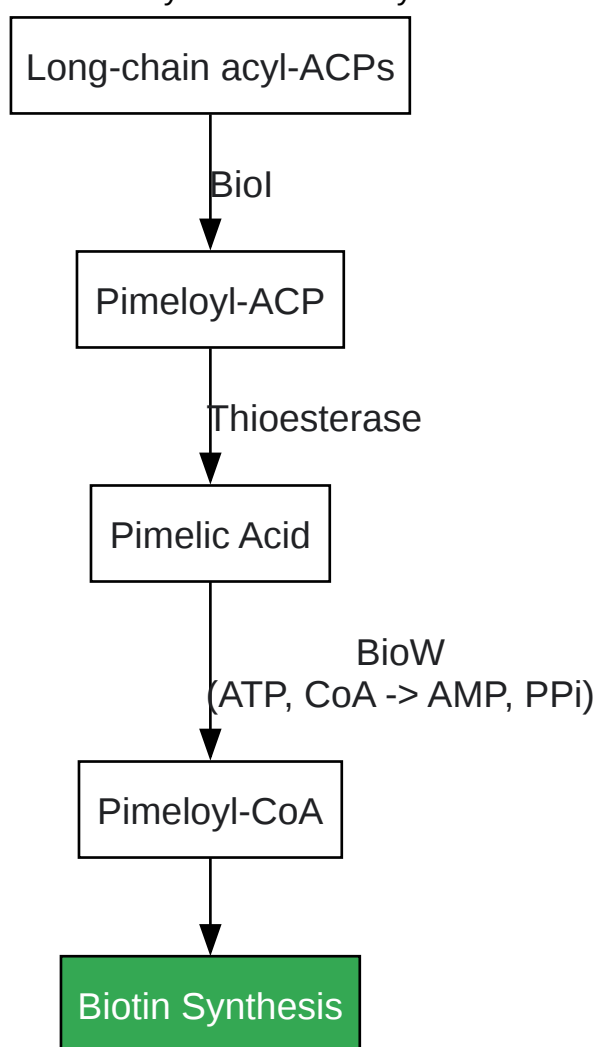 Long-chain acyl-ACPs
BioI
Pimeloyl-ACP
Thioesterase
Pimelic Acid
BioW
(ATP, CoA -> AMP, PPi)
Pimeloyl-CoA
Biotin Synthesis